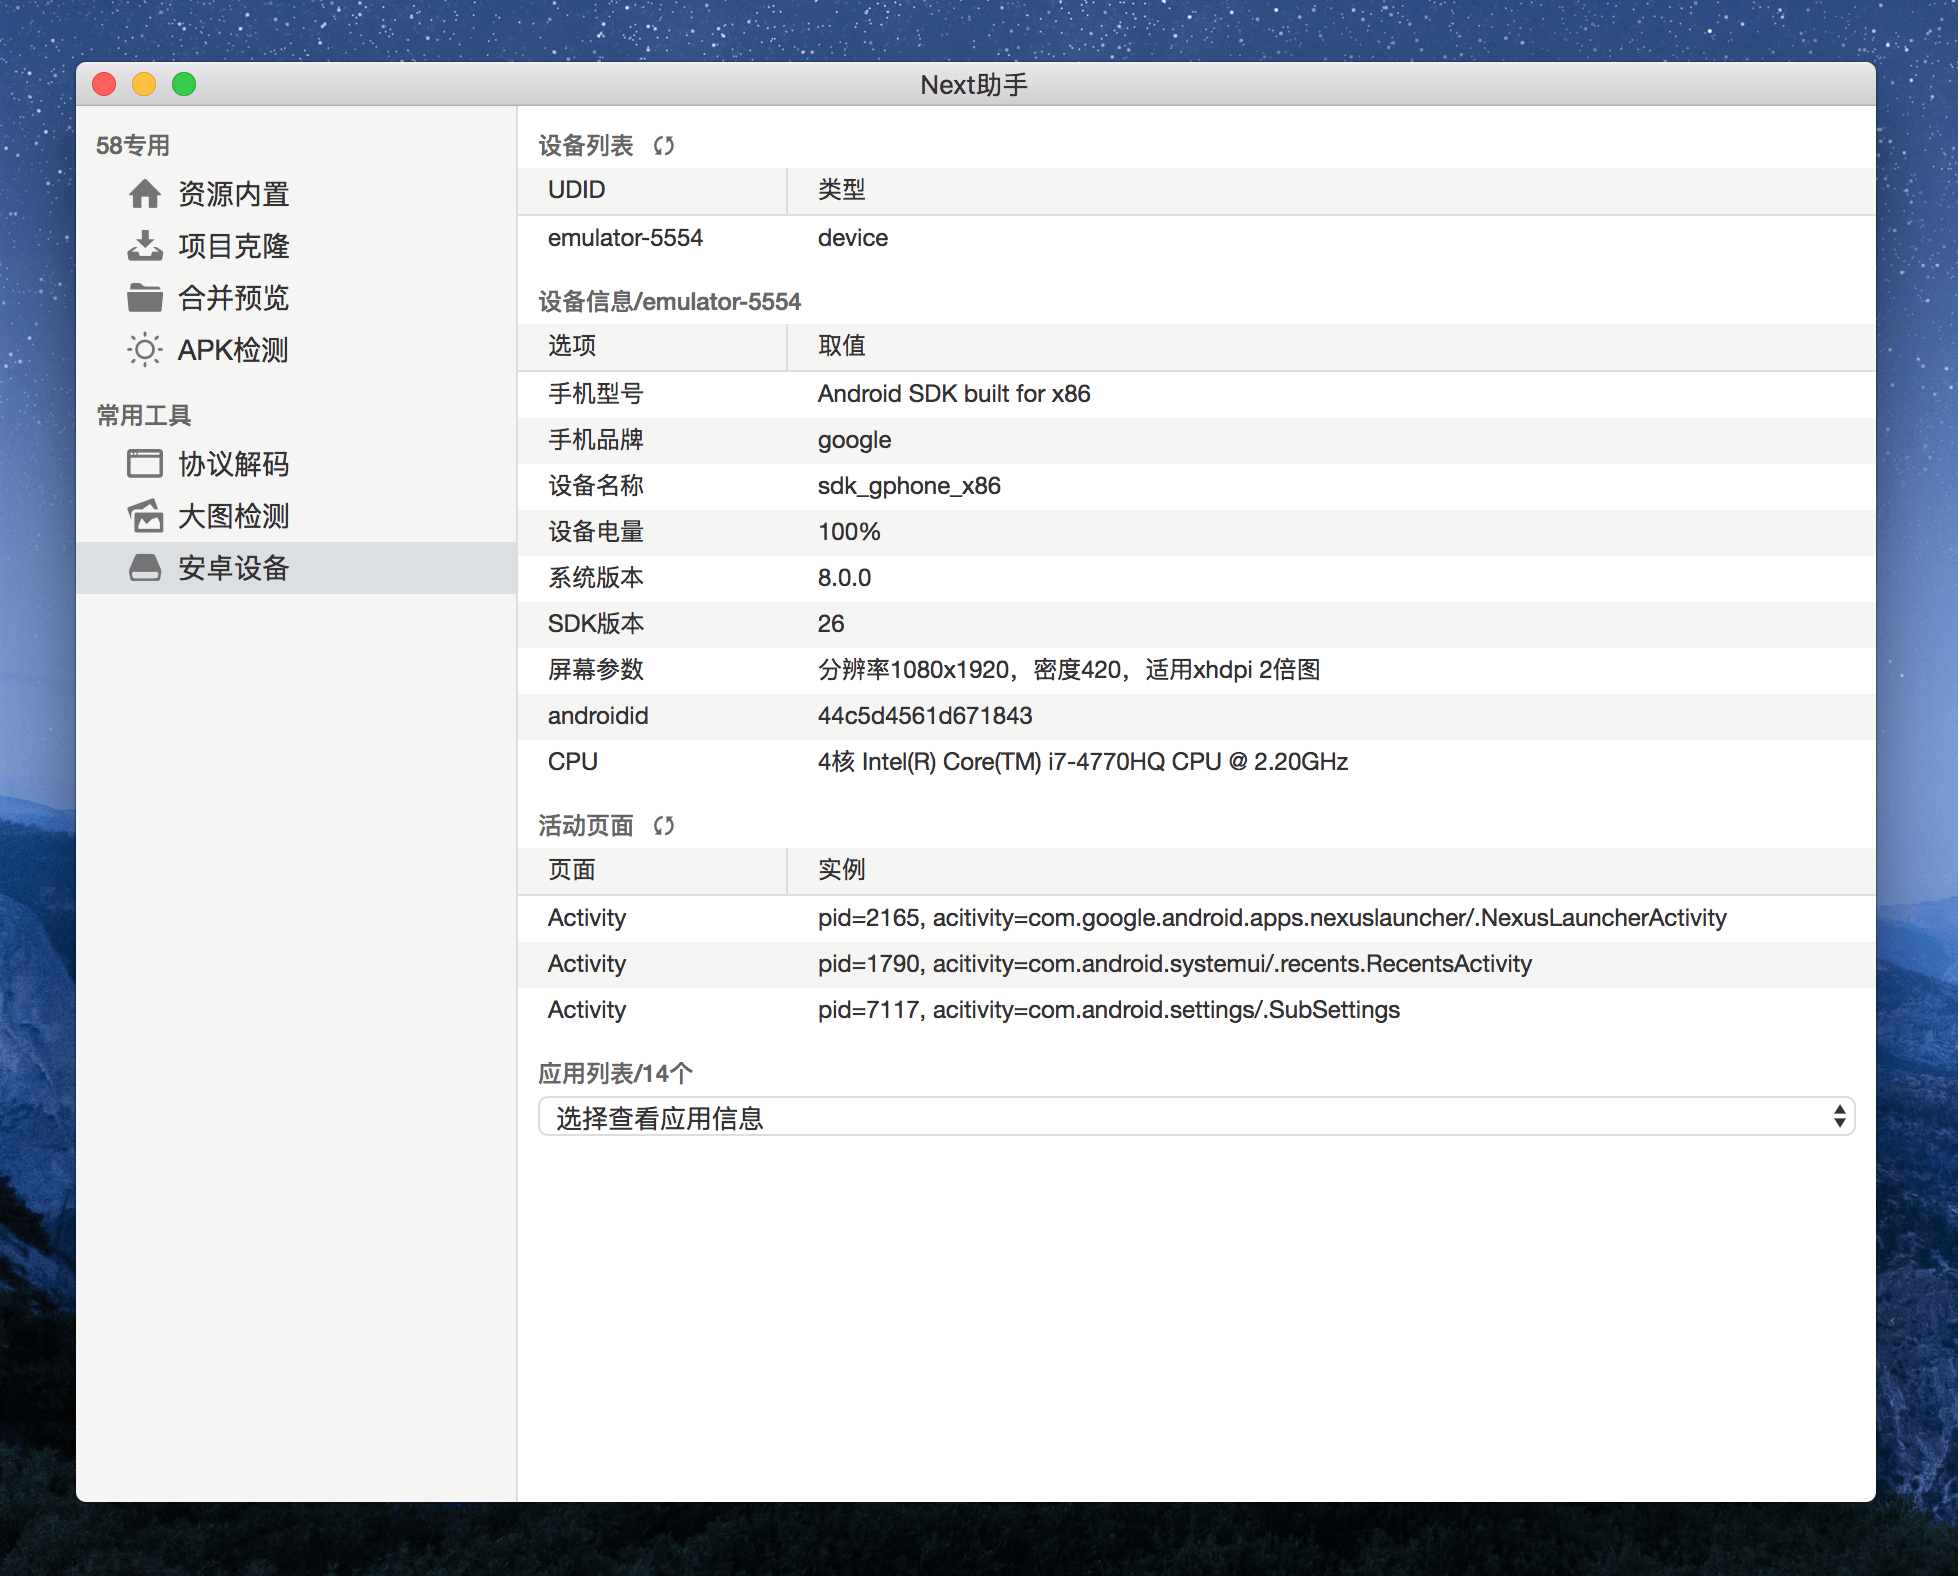 Next助手
58专用
资源内置
项目克隆
合并预览
APK检测
常用工具
协议解码
大图检测
安卓设备
设备列表
UDID 类型
emulator-5554 device
设备信息/emulator-5554
选项 取值
手机型号 Android SDK built for x86
手机品牌 google
设备名称 sdk_gphone_x86
设备电量 100%
系统版本 8.0.0
SDK版本 26
屏幕参数 分辨率1080x1920，密度420，适用xhdpi 2倍图
androidid 44c5d4561d671843
CPU 4核 Intel(R) Core(TM) i7-4770HQ CPU @ 2.20GHz
活动页面
页面 实例
Activity pid=2165, acitivity=com.google.android.apps.nexuslauncher/.NexusLauncherActivity
Activity pid=1790, acitivity=com.android.systemui/.recents.RecentsActivity
Activity pid=7117, acitivity=com.android.settings/.SubSettings
应用列表/14个
选择查看应用信息